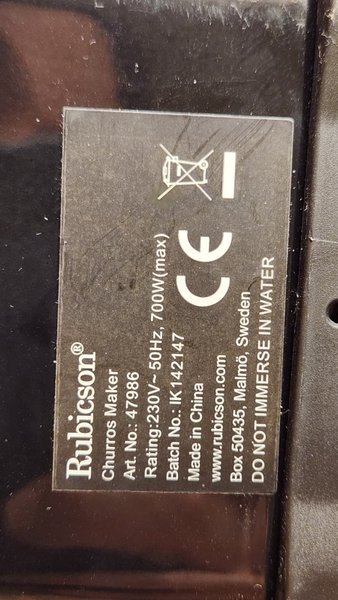 Rubicson®
Churros Maker
Art. No.: 47986
Rating:230V~ 50Hz, 700W(max)
Batch No.: IK142147
Made in China
www.rubicson.com
Box 50435, Malmö, Sweden
DO NOT IMMERSE IN WATER
CE